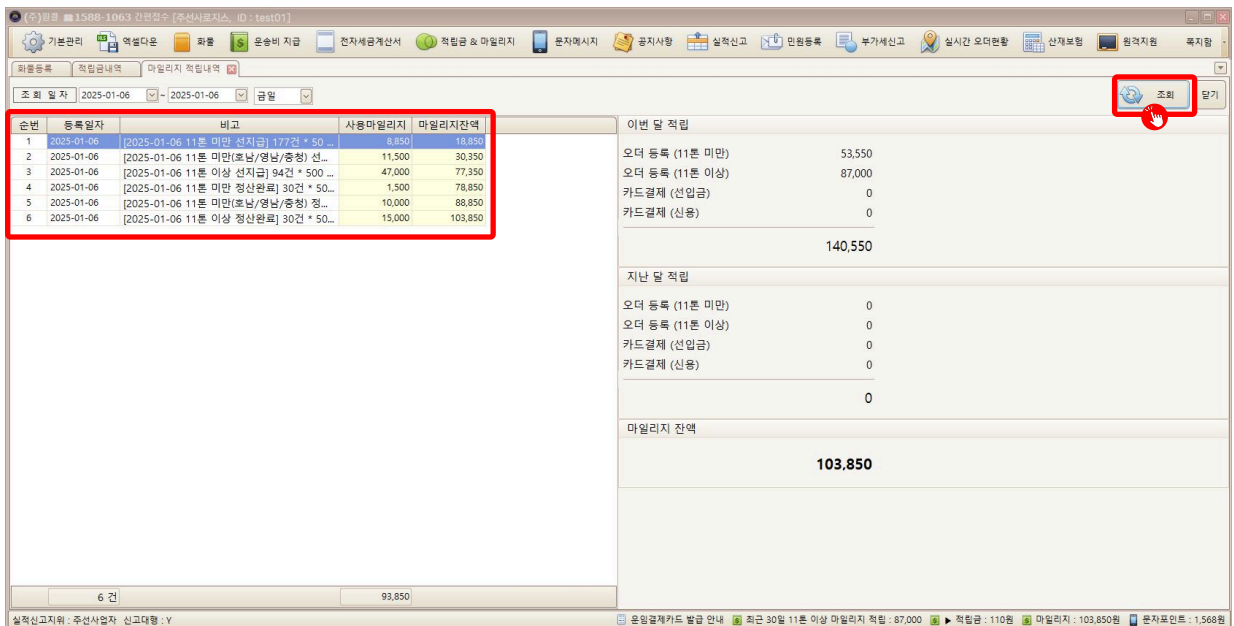 (주)원콜 ☎1588-1063 간편접수 [주선사로지스, ID : test01]
기본관리 엑셀다운 화물 운송비 지급 전자세금계산서 적립금 & 마일리지 문자메시지 공지사항 실적신고 민원등록 부가세신고 실시간 오더현황 산재보험 원격지원 쪽지함
화물등록 적립금내역 마일리지 적립내역
조 회 일 자 2025-01-06 ~ 2025-01-06 금일 조회 닫기
순번 등록일자 비고 사용마일리지 마일리지잔액
1 2025-01-06 [2025-01-06 11톤 미만 선지급] 177건 * 50 ... 8,850 18,850
2 2025-01-06 [2025-01-06 11톤 미만(호남/영남/충청) 선... 11,500 30,350
3 2025-01-06 [2025-01-06 11톤 이상 선지급] 94건 * 500 ... 47,000 77,350
4 2025-01-06 [2025-01-06 11톤 미만 정산완료] 30건 * 50... 1,500 78,850
5 2025-01-06 [2025-01-06 11톤 미만(호남/영남/충청) 정... 10,000 88,850
6 2025-01-06 [2025-01-06 11톤 이상 정산완료] 30건 * 50... 15,000 103,850
6 건 93,850
이번 달 적립
오더 등록 (11톤 미만) 53,550
오더 등록 (11톤 이상) 87,000
카드결제 (선입금) 0
카드결제 (신용) 0
140,550
지난 달 적립
오더 등록 (11톤 미만) 0
오더 등록 (11톤 이상) 0
카드결제 (선입금) 0
카드결제 (신용) 0
0
마일리지 잔액
103,850
실적신고지위 : 주선사업자 신고대행 : Y 운임결제카드 발급 안내 최근 30일 11톤 이상 마일리지 적립 : 87,000 ▶ 적립금 : 110원 마일리지 : 103,850원 문자포인트 : 1,568원